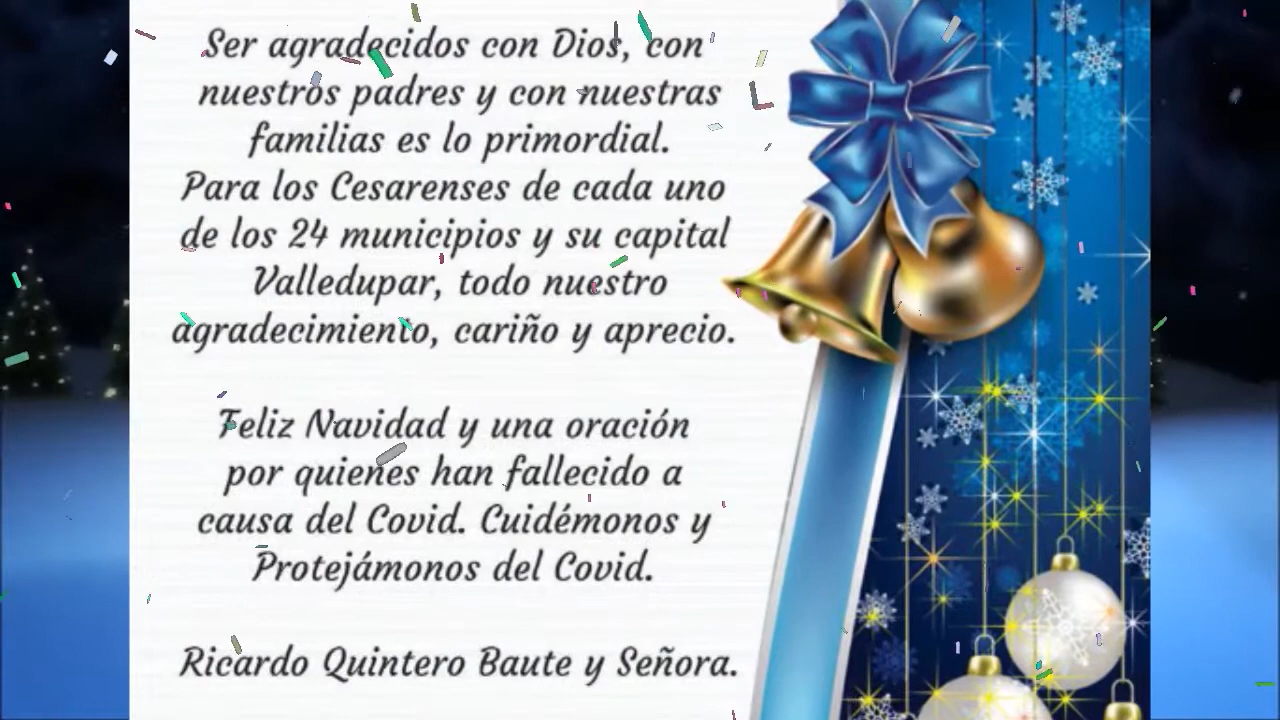 Ser agradecidos con Dios, con
nuestros padres y con nuestras
familias es lo primordial.
Para los Cesarenses de cada uno
de los 24 municipios y su capital
Valledupar, todo nuestro
agradecimiento, cariño y aprecio.
Feliz Navidad y una oración
por quienes han fallecido a
causa del Covid. Cuidémonos y
Protejámonos del Covid.
Ricardo Quintero Baute y Señora.